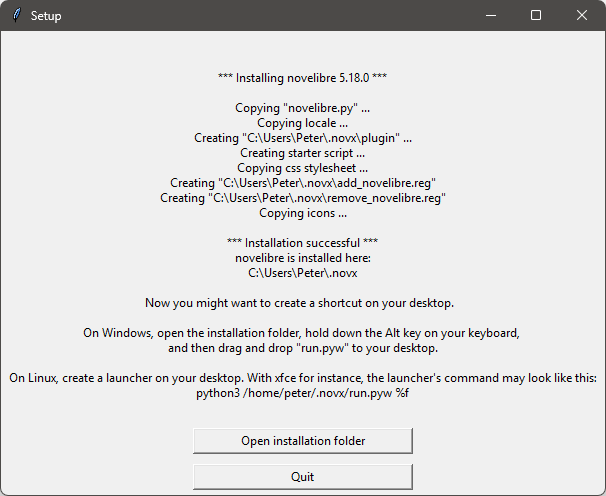 Setup
*** Installing novelibre 5.18.0 ***
Copying "novelibre.py" ...
Copying locale ...
Creating "C:\Users\Peter\.novx\plugin" ...
Creating starter script ...
Copying css stylesheet ...
Creating "C:\Users\Peter\.novx\add_novelibre.reg"
Creating "C:\Users\Peter\.novx\remove_novelibre.reg"
Copying icons ...
*** Installation successful ***
novelibre is installed here:
C:\Users\Peter\.novx
Now you might want to create a shortcut on your desktop.
On Windows, open the installation folder, hold down the Alt key on your keyboard,
and then drag and drop "run.pyw" to your desktop.
On Linux, create a launcher on your desktop. With xfce for instance, the launcher's command may look like this:
python3 /home/peter/.novx/run.pyw %f
Open installation folder
Quit